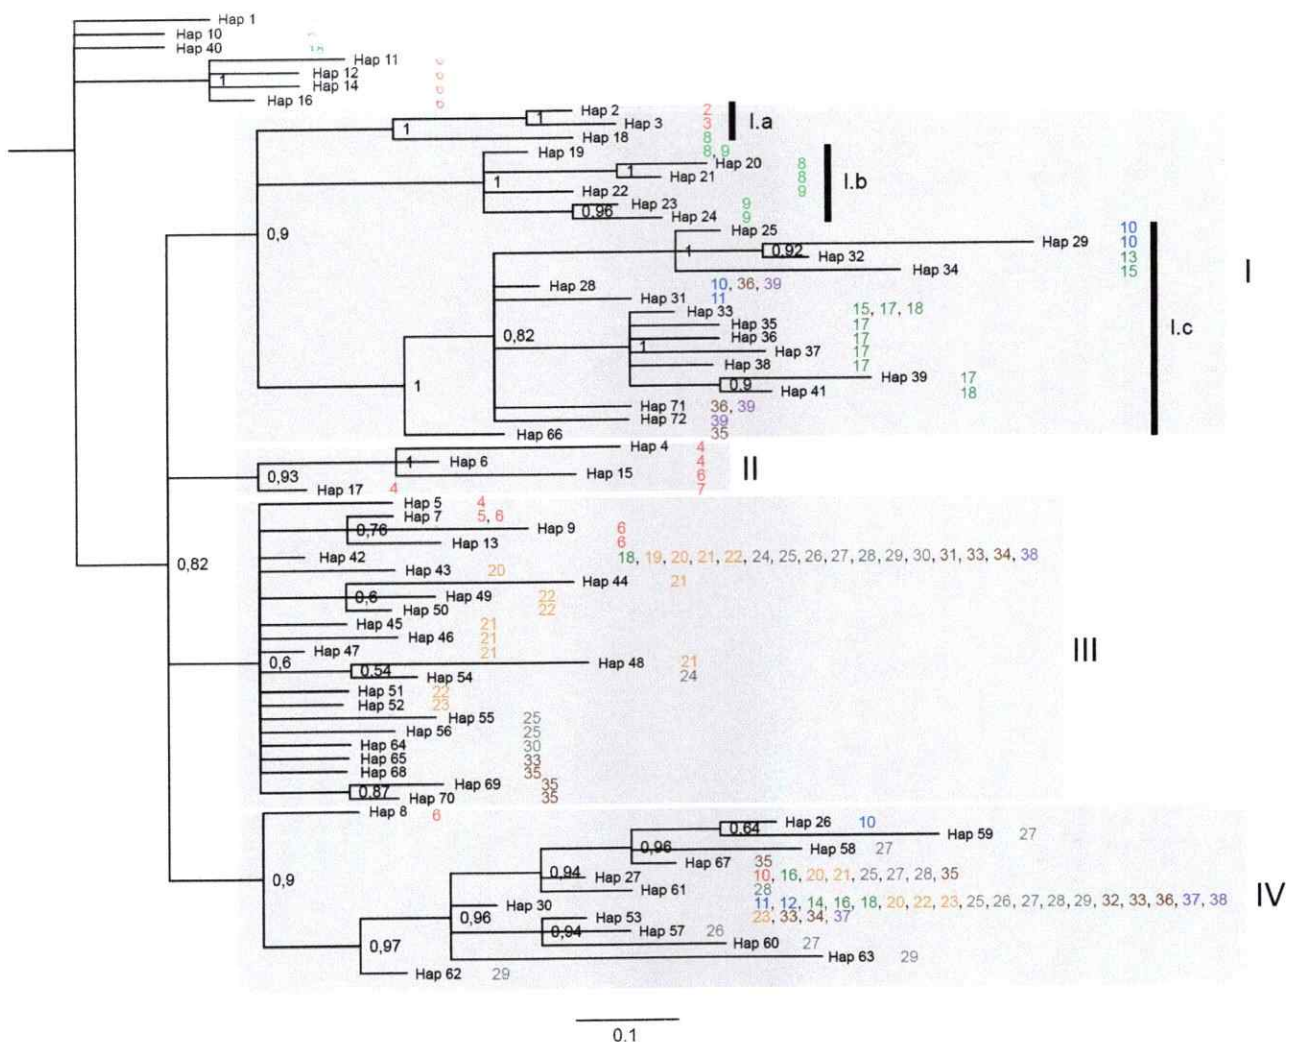 Hap 1
Hap 10
Hap 40
Hap 11
Hap 12
1
Hap 14
Hap 16
Hap 2 2
1
Hap 3 3
1
I.a
Hap 18 8
Hap 19 8, 9
Hap 20 8
1
Hap 21 8
1
I.b
Hap 22 9
Hap 23 9
0,96
Hap 24 9
0,9
Hap 25 10
Hap 29 10
1
0.92
Hap 32 13
Hap 34 15
I
Hap 28 10, 36, 39
Hap 31 11
Hap 33 15, 17, 18
I.c
Hap 35 17
0,82
Hap 36 17
1
Hap 37 17
Hap 38 17
Hap 39 17
1
0.9
Hap 41 18
Hap 71 36, 39
Hap 72 39
Hap 66 35
Hap 4 4
1
Hap 6 4
II
Hap 15 6
0,93
Hap 17 4 7
Hap 5 4
Hap 7 5, 6
0,76
Hap 9 6
Hap 13 6
Hap 42 18, 19, 20, 21, 22, 24, 25, 26, 27, 28, 29, 30, 31, 33, 34, 38
0,82
Hap 43 20
Hap 44 21
0,6
Hap 49 22
Hap 50 22
Hap 45 21
Hap 46 21
Hap 47 21
III
0,6
Hap 48 21
0.54
Hap 54 24
Hap 51 22
Hap 52 23
Hap 55 25
Hap 56 25
Hap 64 30
Hap 65 33
Hap 68 35
Hap 69 35
0.87
Hap 70 35
Hap 8 6
Hap 26 10
0.64
Hap 59 27
0,96
Hap 58 27
Hap 67 35
0,9
0,94
Hap 27 10, 16, 20, 21, 25, 27, 28, 35
Hap 61 28
IV
Hap 30 11, 12, 14, 16, 18, 20, 22, 23, 25, 26, 27, 28, 29, 32, 33, 36, 37, 38
0,96
Hap 53 23, 33, 34, 37
0,94
Hap 57 26
Hap 60 27
0,97
Hap 63 29
Hap 62 29
0.1